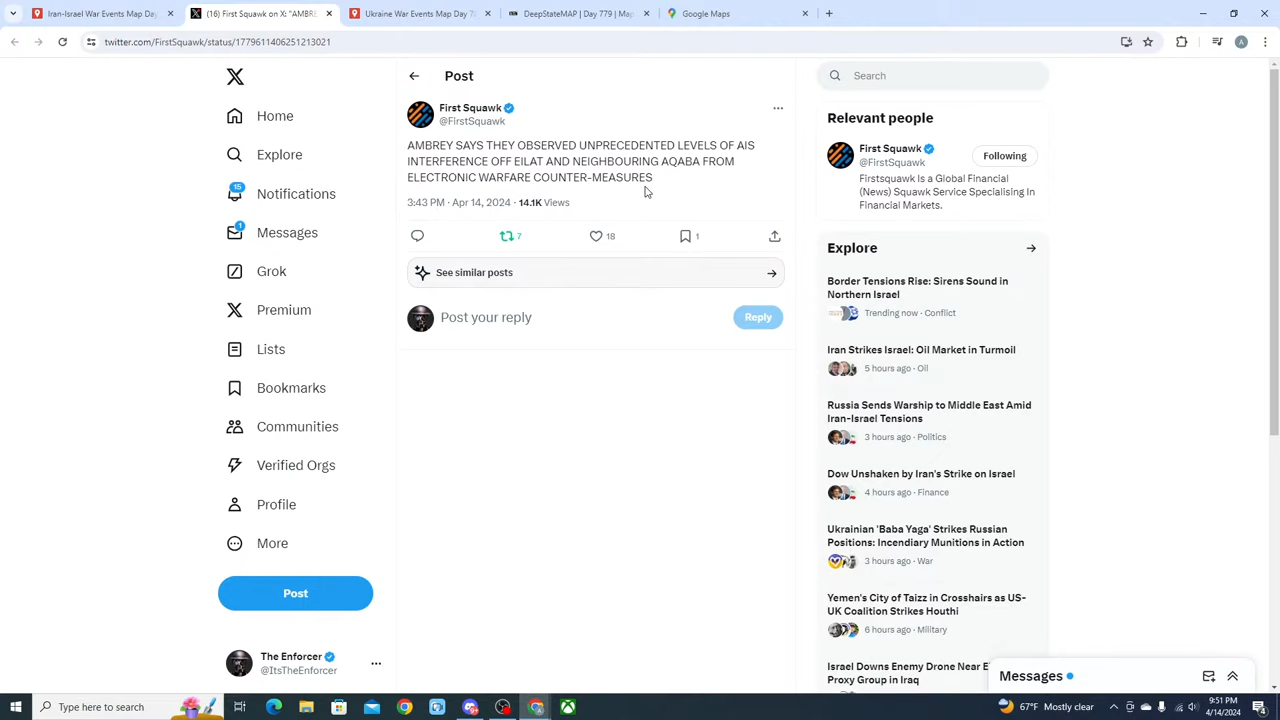 Iran-Israel War Events Map Day
(16) First Squawk on X: "AMBRE
Ukraine War Events Map Day 7
DeepStateMAP | Day 779 | Map
Google Maps
twitter.com/FirstSquawk/status/1779611406251213021
Home
Explore
15
Notifications
1
Messages
Grok
Premium
Lists
Bookmarks
Communities
Verified Orgs
Profile
More
Post
The Enforcer
@ItsTheEnforcer
Post
First Squawk
@FirstSquawk
AMBREY SAYS THEY OBSERVED UNPRECEDENTED LEVELS OF AIS
INTERFERENCE OFF EILAT AND NEIGHBOURING AQABA FROM
ELECTRONIC WARFARE COUNTER-MEASURES
3:43 PM · Apr 14, 2024 · 14.1K Views
7 18 1
See similar posts
Post your reply
Reply
Search
Relevant people
First Squawk
@FirstSquawk
Following
Firstsquawk Is a Global Financial
(News) Squawk Service Specialising In
Financial Markets.
Explore
Border Tensions Rise: Sirens Sound in
Northern Israel
Trending now · Conflict
Iran Strikes Israel: Oil Market in Turmoil
5 hours ago · Oil
Russia Sends Warship to Middle East Amid
Iran-Israel Tensions
3 hours ago · Politics
Dow Unshaken by Iran's Strike on Israel
4 hours ago · Finance
Ukrainian 'Baba Yaga' Strikes Russian
Positions: Incendiary Munitions in Action
3 hours ago · War
Yemen's City of Taizz in Crosshairs as US-
UK Coalition Strikes Houthi
6 hours ago · Military
Israel Downs Enemy Drone Near
Proxy Group in Iraq
Messages
Type here to search
67°F Mostly clear
9:51 PM
4/14/2024